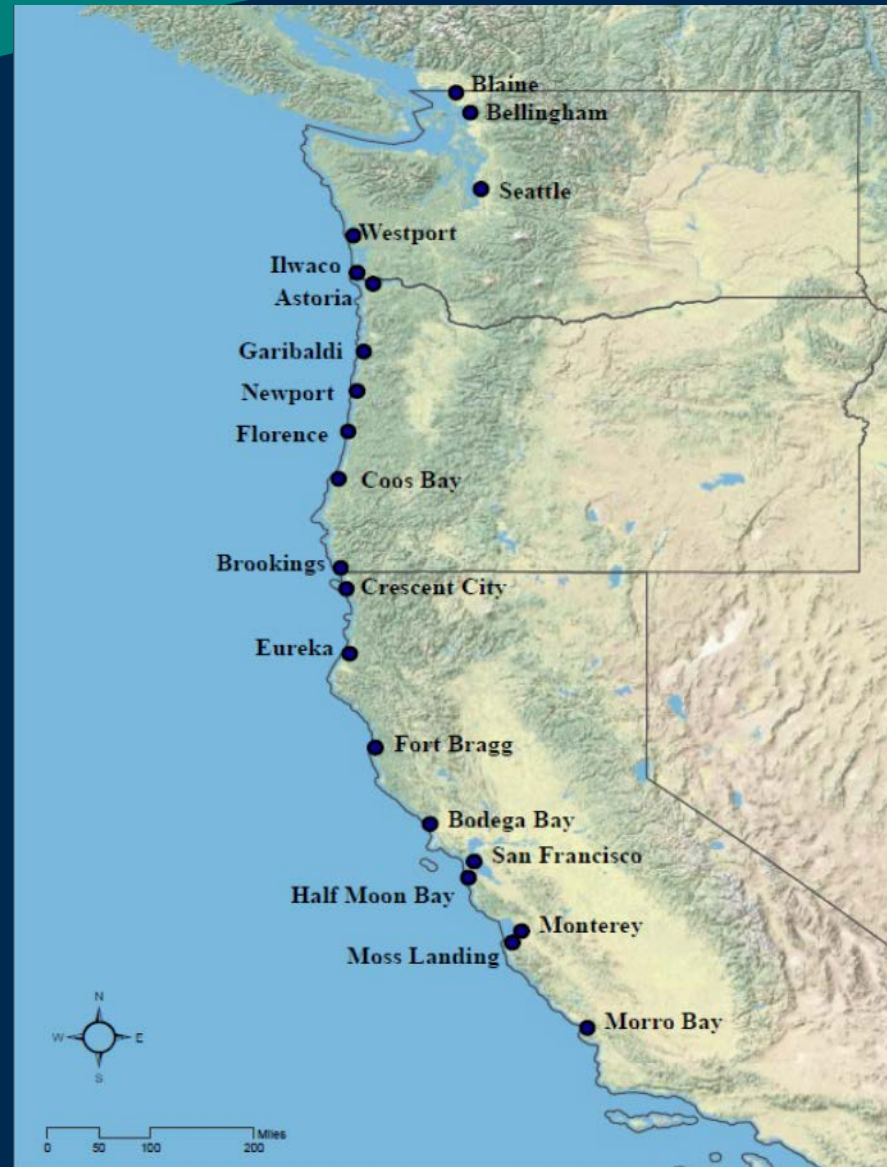 Blaine
Bellingham
Seattle
Westport
Ilwaco
Astoria
Garibaldi
Newport
Florence
Coos Bay
Brookings
Crescent City
Eureka
Fort Bragg
Bodega Bay
San Francisco
Half Moon Bay
Monterey
Moss Landing
N
W E
S
Morro Bay
Miles
0 50 100 200